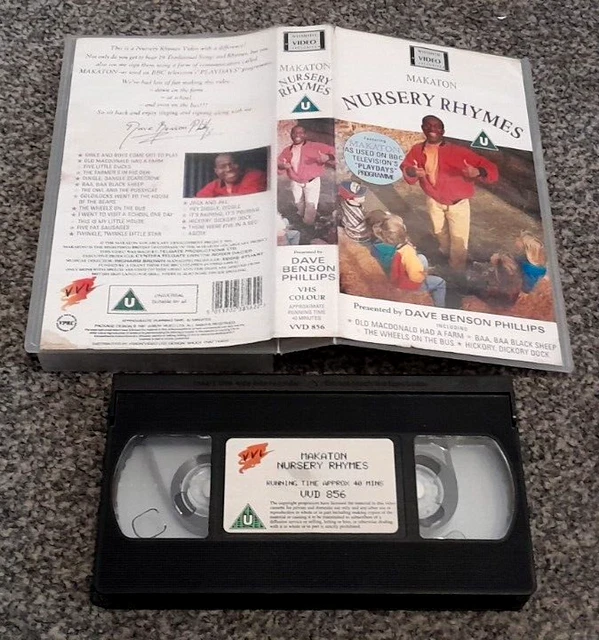 This is a Nursery Rhymes Video with a difference!
Not only do you get to hear 19 Traditional Songs and Rhymes, but you
also see me sign them using a form of communication called
MAKATON - as used on BBC television's "PLAYDAYS" programme.
We've had lots of fun making this video...
down on the farm
at school
and even on the bus!!!
So sit back and enjoy singing and signing along with me
Dave Benson Phillips
GIRLS AND BOYS COME OUT TO PLAY
OLD MACDONALD HAD A FARM
FIVE LITTLE DUCKS
THE FARMER'S IN HIS DEN
DINGLE, DANGLE SCARECROW
BAA, BAA BLACK SHEEP
THE OWL AND THE PUSSYCAT
GOLDILOCKS WENT TO THE HOUSE
OF THE BEARS
THE WHEELS ON THE BUS
I WENT TO VISIT A SCHOOL ONE DAY
THIS IS MY LITTLE HOUSE
FIVE FAT SAUSAGES
TWINKLE, TWINKLE LITTLE STAR
JACK AND JILL
HEY DIDDLE, DIDDLE
IT'S RAINING, IT'S POURING
HICKORY, DICKORY DOCK
THERE WERE TEN IN A BED
VVL
U
UNIVERSAL
VIDEO
MAKATON
NURSERY
RHYMES
U
Presented by
DAVE
BENSON
PHILLIPS
VHS
COLOUR
APPROXIMATE
RUNNING TIME
40 MINUTES
VVD 856
VIDEO
MAKATON
NURSERY RHYMES
U
Featuring
MAKATON
AS USED ON BBC
TELEVISION'S
"PLAYDAYS"
PROGRAMME
Presented by DAVE BENSON PHILLIPS
INCLUDING
* OLD MACDONALD HAD A FARM * BAA, BAA BLACK SHEEP
* THE WHEELS ON THE BUS * HICKORY, DICKORY DOCK
VVL
MAKATON
NURSERY RHYMES
RUNNING TIME APPROX 40 MINS
VVD 856
U